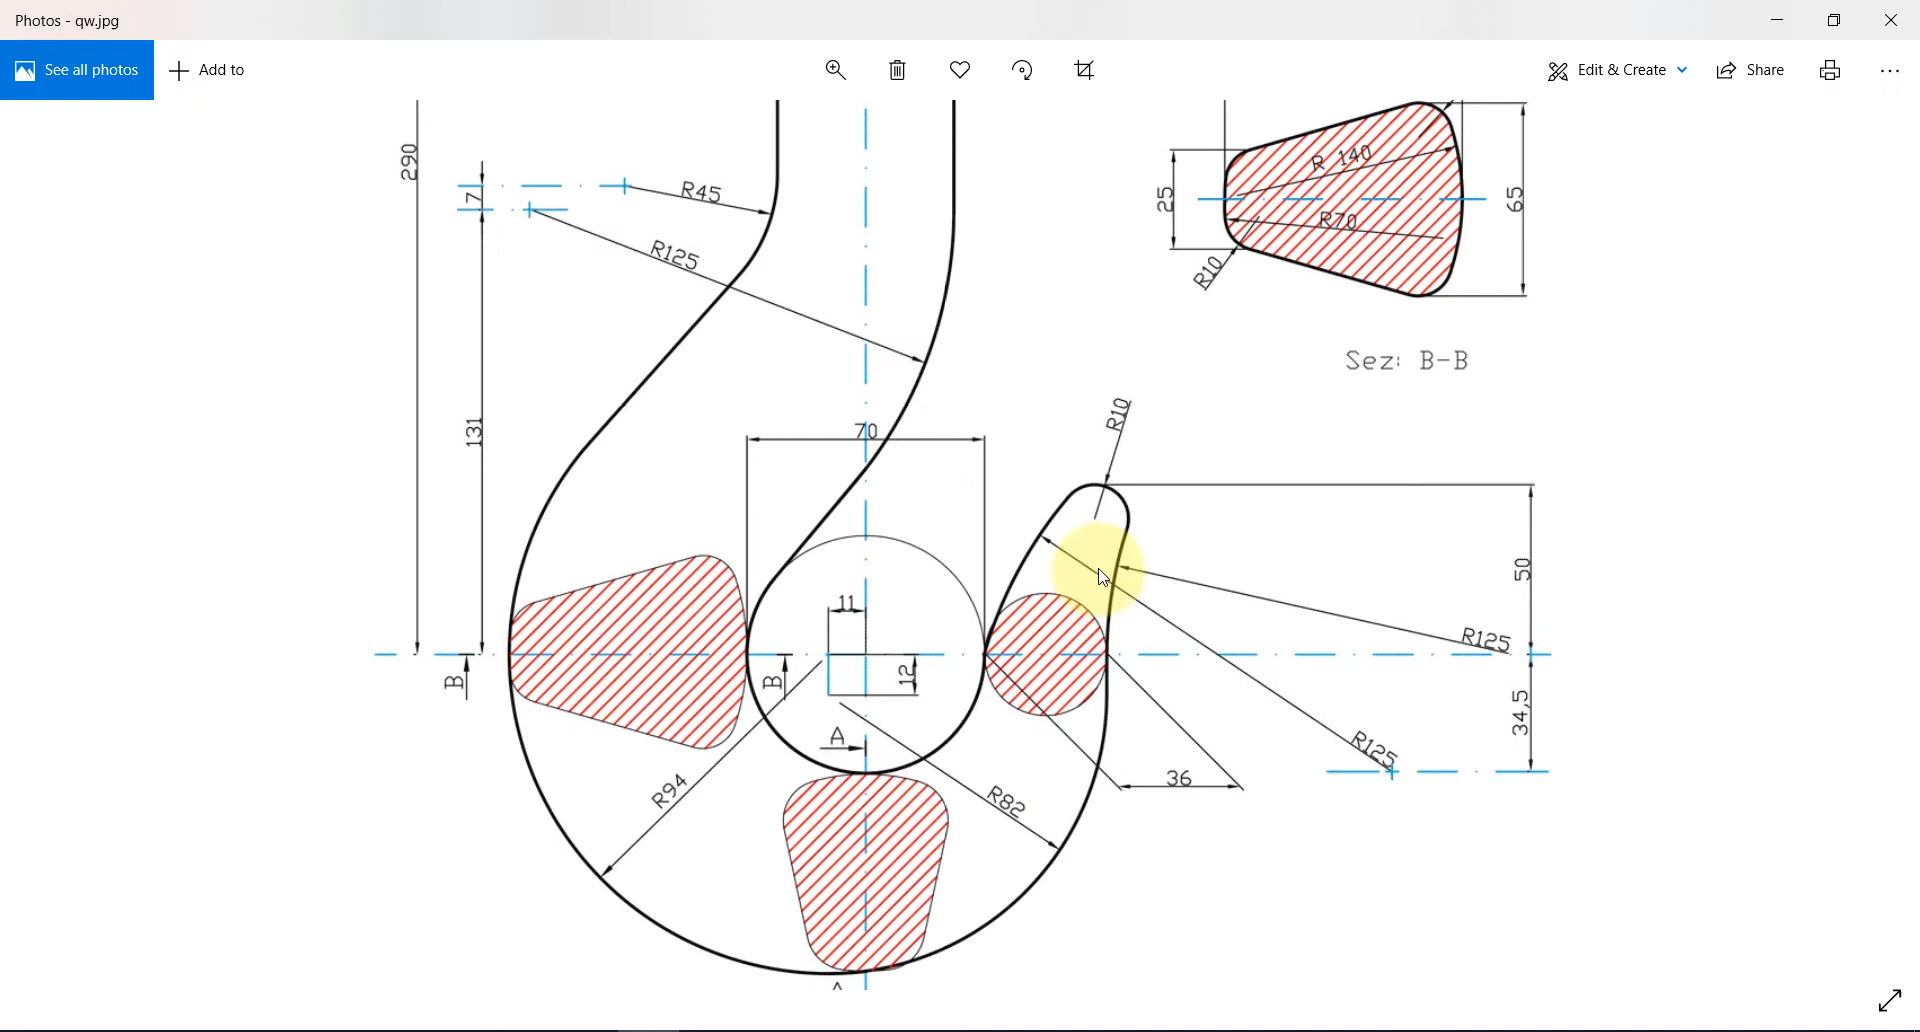 Photos - qw.jpg
See all photos
Add to
Edit & Create
Share
290
7
R45
R125
131
70
R 140
R70
25
65
R10
Sez: B-B
R10
50
R125
11
12
B
B
34,5
R125
A
36
R94
R82
A